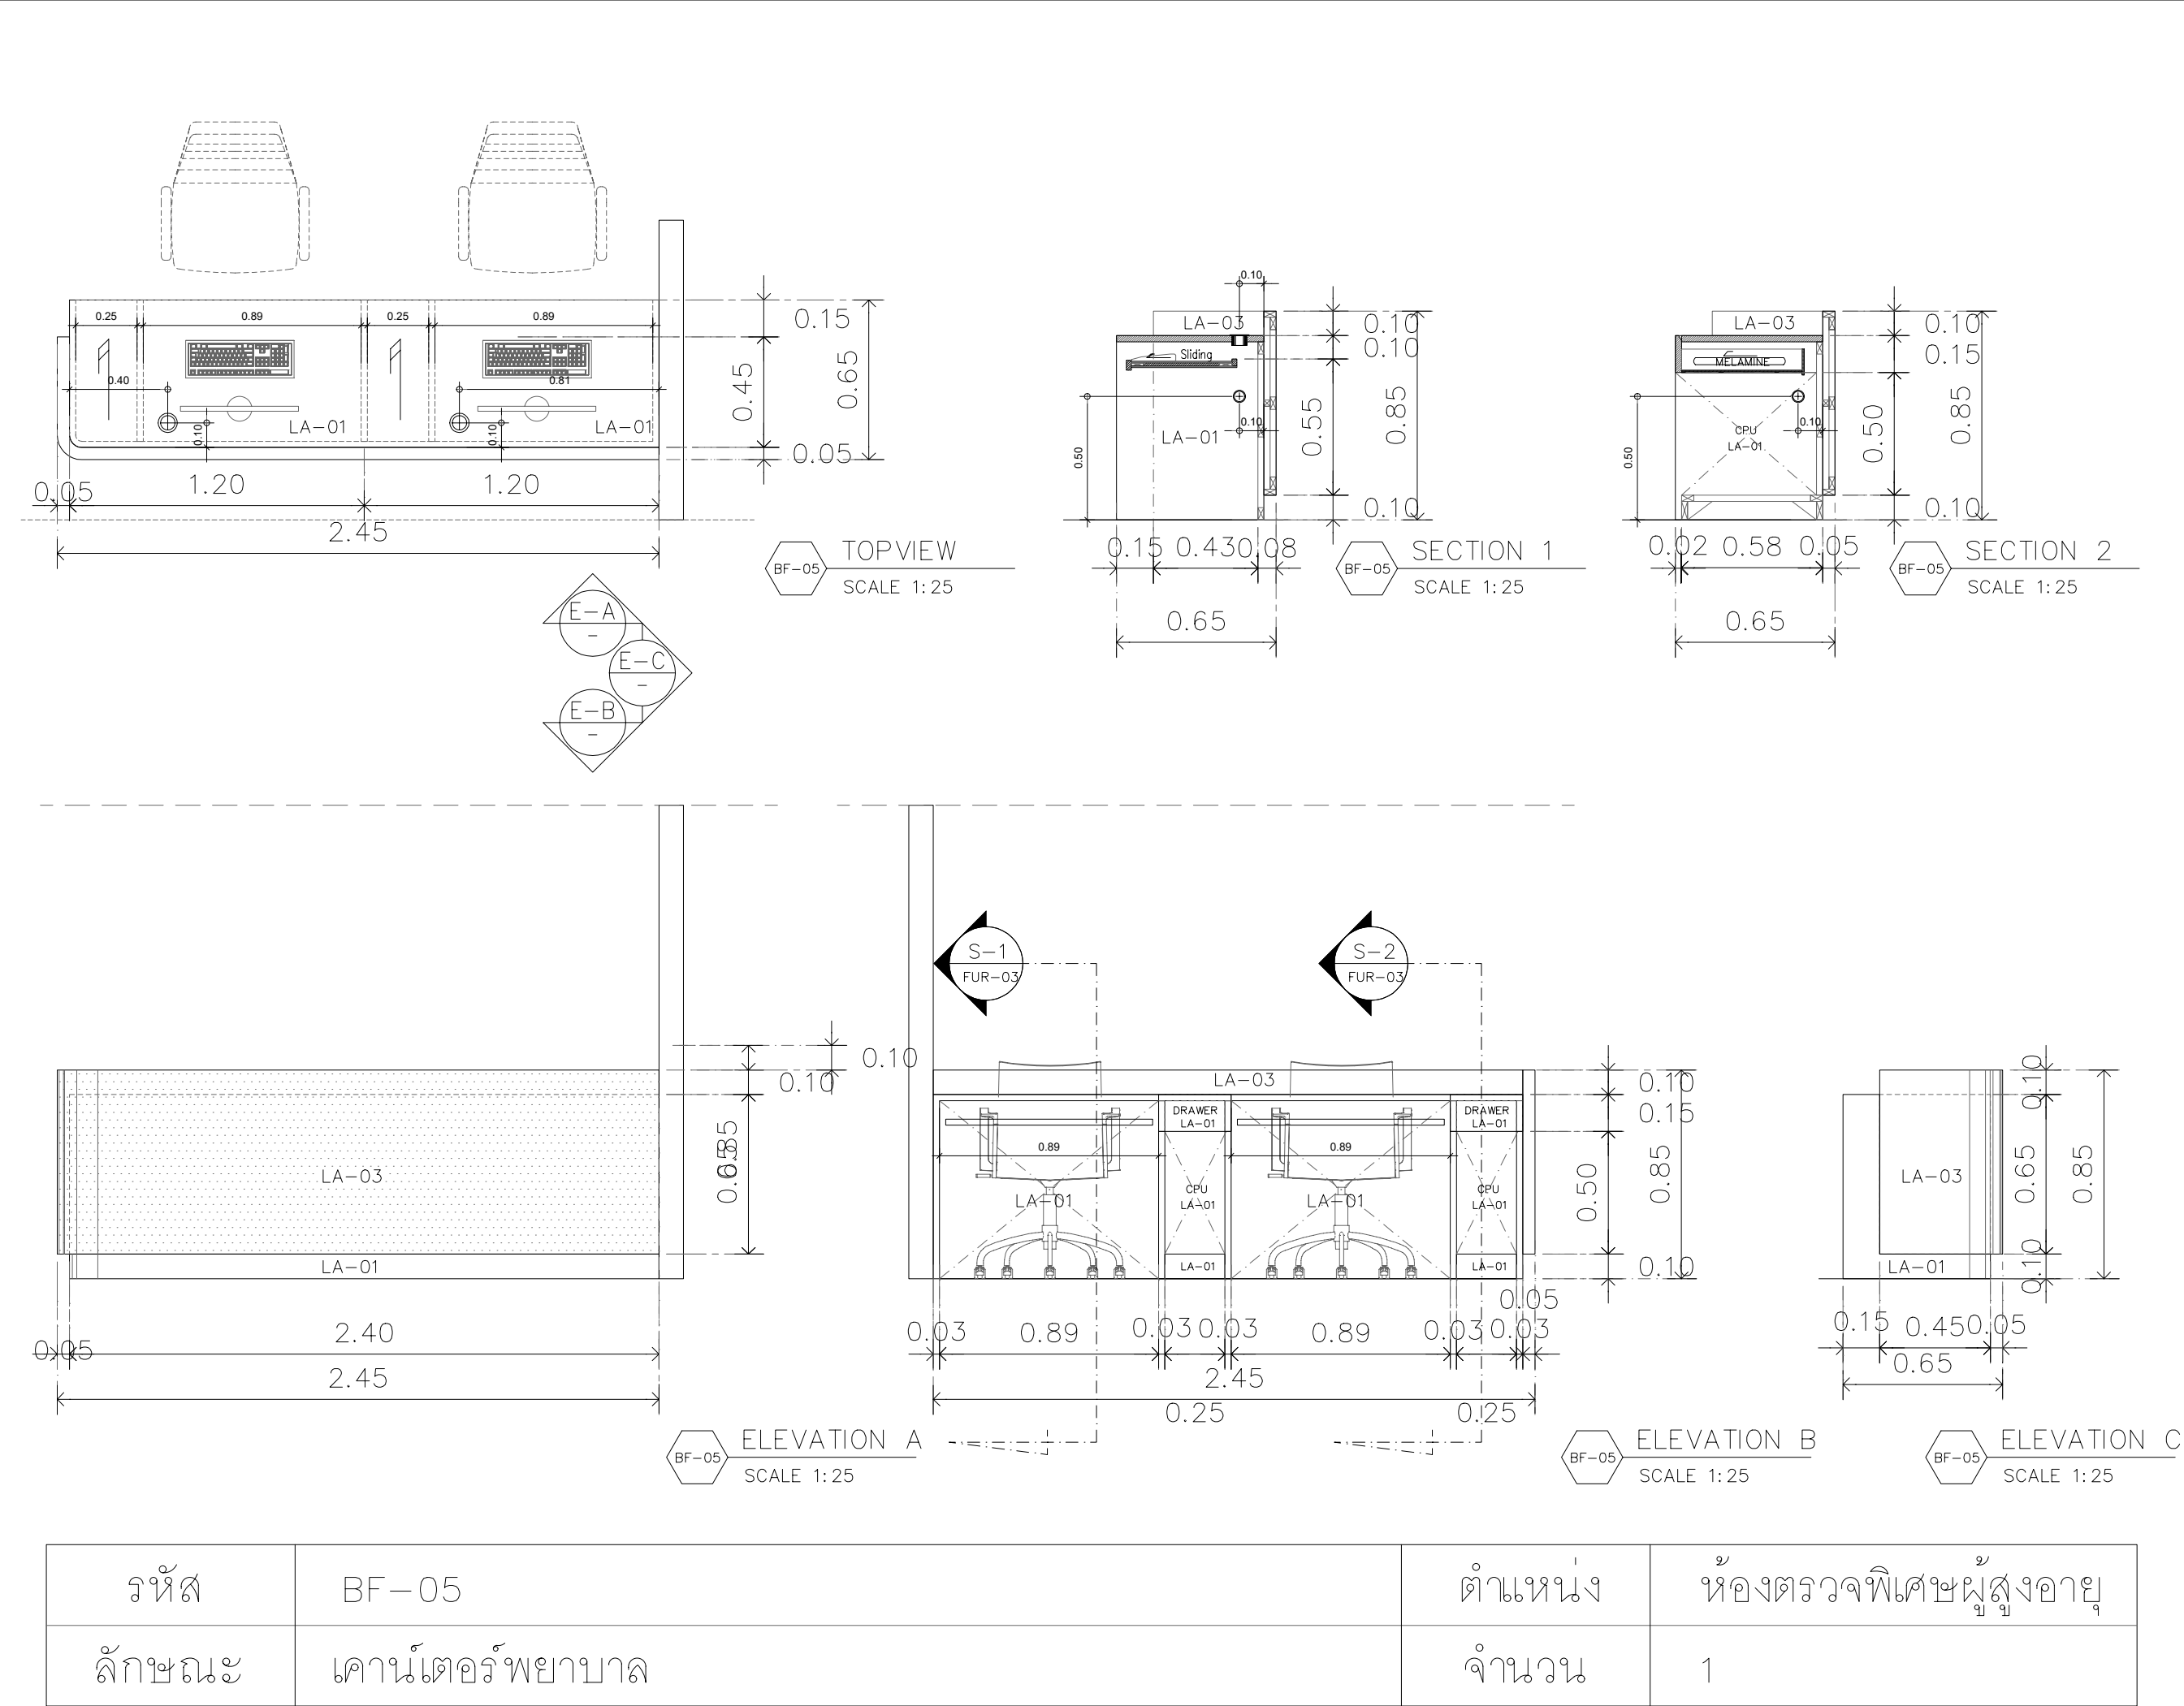 0.25 0.89 0.25 0.89
0.40 0.81
LA-01 LA-01
0.10 0.10
0.15
0.45
0.65
0.05
0.05 1.20 1.20
2.45
BF-05 TOPVIEW
SCALE 1:25
0.10
LA-03
Sliding
LA-01
0.10
0.50
0.10
0.10
0.55
0.85
0.10
0.15 0.43 0.08
0.65
BF-05 SECTION 1
SCALE 1:25
LA-03
MELAMINE
CPU
LA-01
0.10
0.50
0.10
0.15
0.50
0.85
0.10
0.02 0.58 0.05
0.65
BF-05 SECTION 2
SCALE 1:25
E-A
-
E-C
-
E-B
-
LA-03
LA-01
0.10
0.10
0.65
0.85
0.05 2.40
2.45
BF-05 ELEVATION A
SCALE 1:25
S-1
FUR-03
S-2
FUR-03
LA-03
DRAWER
LA-01
DRAWER
LA-01
0.89 0.89
LA-01 LA-01
CPU
LA-01
CPU
LA-01
LA-01 LA-01
0.10
0.15
0.50
0.85
0.10
0.05
0.03 0.89 0.03 0.03 0.89 0.03 0.03
2.45
0.25 0.25
BF-05 ELEVATION B
SCALE 1:25
LA-03
LA-01
0.10
0.65
0.85
0.10
0.15 0.45 0.05
0.65
BF-05 ELEVATION C
SCALE 1:25
รหัส BF-05 ตำแหน่ง ห้องตรวจพิเศษผู้สูงอายุ
ลักษณะ เคาน์เตอร์พยาบาล จำนวน 1